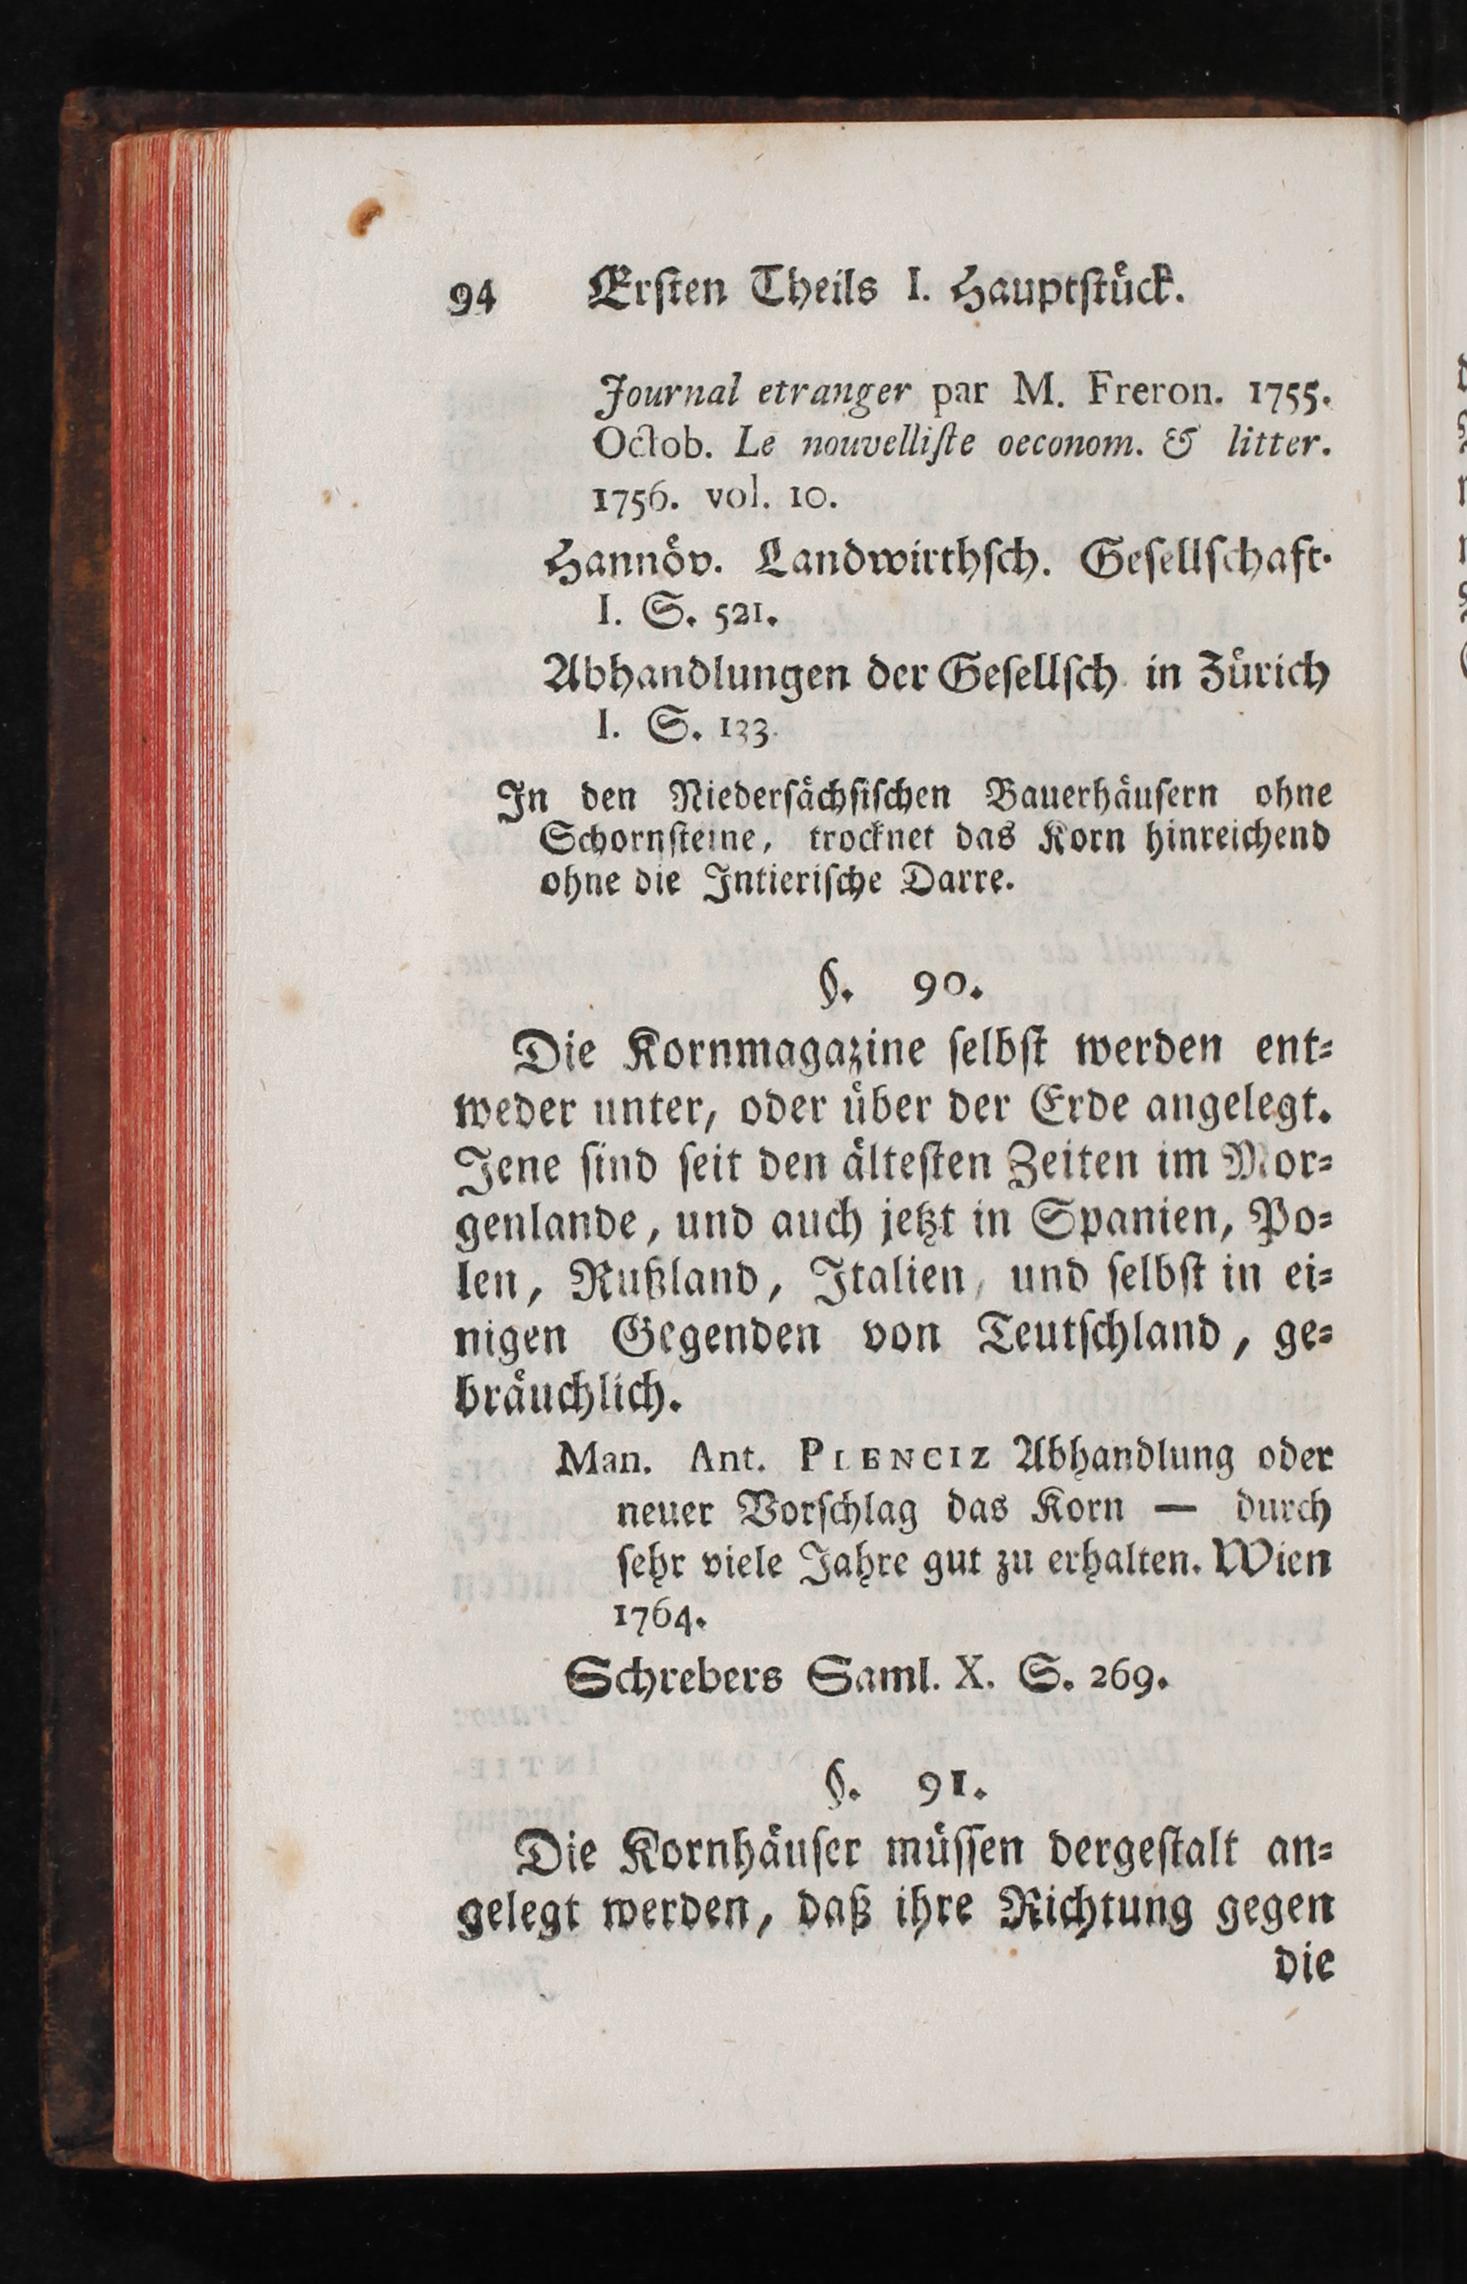 94 Erſten Theils I. Hauptſtück.
Journal etranger par M. Freron. 1755.
Octob. Le nouvelliſte oeconom. & litter.
1756. vol. 10.
Hannöv. Landwirthſch. Geſellſchaft.
I. S. 521.
Abhandlungen der Geſellſch in Zürich
I. S. 133.
In den Niederſächſiſchen Bauerhäuſern ohne
Schornſteine, trocknet das Korn hinreichend
ohne die Intieriſche Darre.
§. 90.
Die Kornmagazine ſelbſt werden ent-
weder unter, oder über der Erde angelegt.
Jene ſind ſeit den älteſten Zeiten im Mor-
genlande, und auch jetzt in Spanien, Po-
len, Rußland, Italien, und ſelbſt in ei-
nigen Gegenden von Teutſchland, ge-
bräuchlich.
Man. Ant. PLENCIZ Abhandlung oder
neuer Vorſchlag das Korn — durch
ſehr viele Jahre gut zu erhalten. Wien
1764.
Schrebers Saml. X. S. 269.
§. 91.
Die Kornhäuſer müſſen dergeſtalt an-
gelegt werden, daß ihre Richtung gegen
die